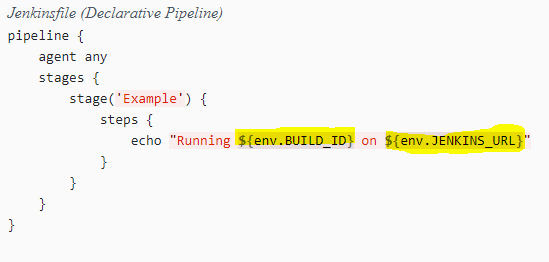 Jenkinsfile (Declarative Pipeline)
pipeline {
    agent any
    stages {
        stage('Example') {
            steps {
                echo "Running ${env.BUILD_ID} on ${env.JENKINS_URL}"
            }
        }
    }
}